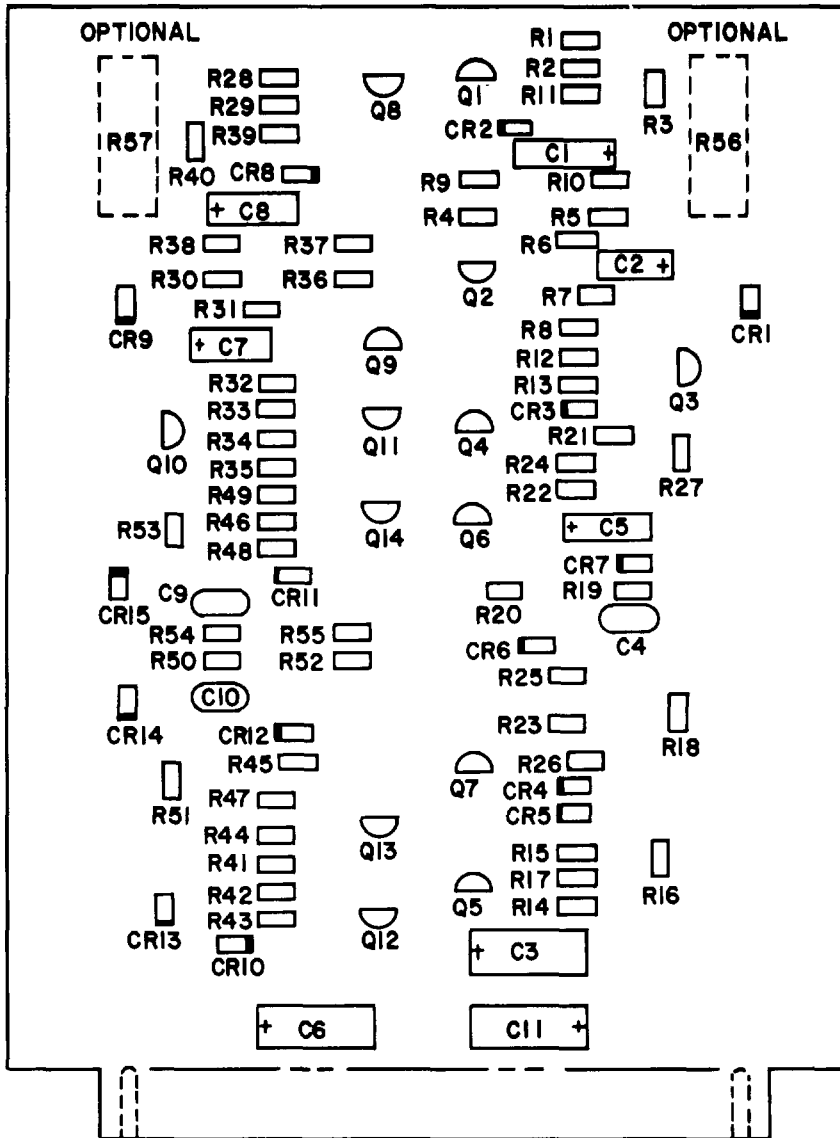 OPTIONAL OPTIONAL
R1
R28 R2
R29 Q8 Q1 R11 R3
R57 R39 CR2 R56
R40 CR8 C1 +
R9 R10
+ C8 R4 R5
R38 R37 R6
C2 +
R30 R36 Q2 R7
CR9 R31 R8 CR1
+ C7 Q9 R12
R32 R13 Q3
R33 CR3
Q10 R34 Q11 Q4 R21
R35 R24 R27
R49 R22
R53 R46 Q14 Q6 + C5
R48
CR7
CR15 C9 CR11 R20 R19
R54 R55 CR6 C4
R50 R52 R25
C10
CR14 CR12 R23 R18
R45 Q7 R26
R51 R47 CR4
CR5
R44 Q13
R41 R15
R42 R17 R16
CR13 R43 Q12 Q5 R14
CR10 + C3
+ C6 C11 +